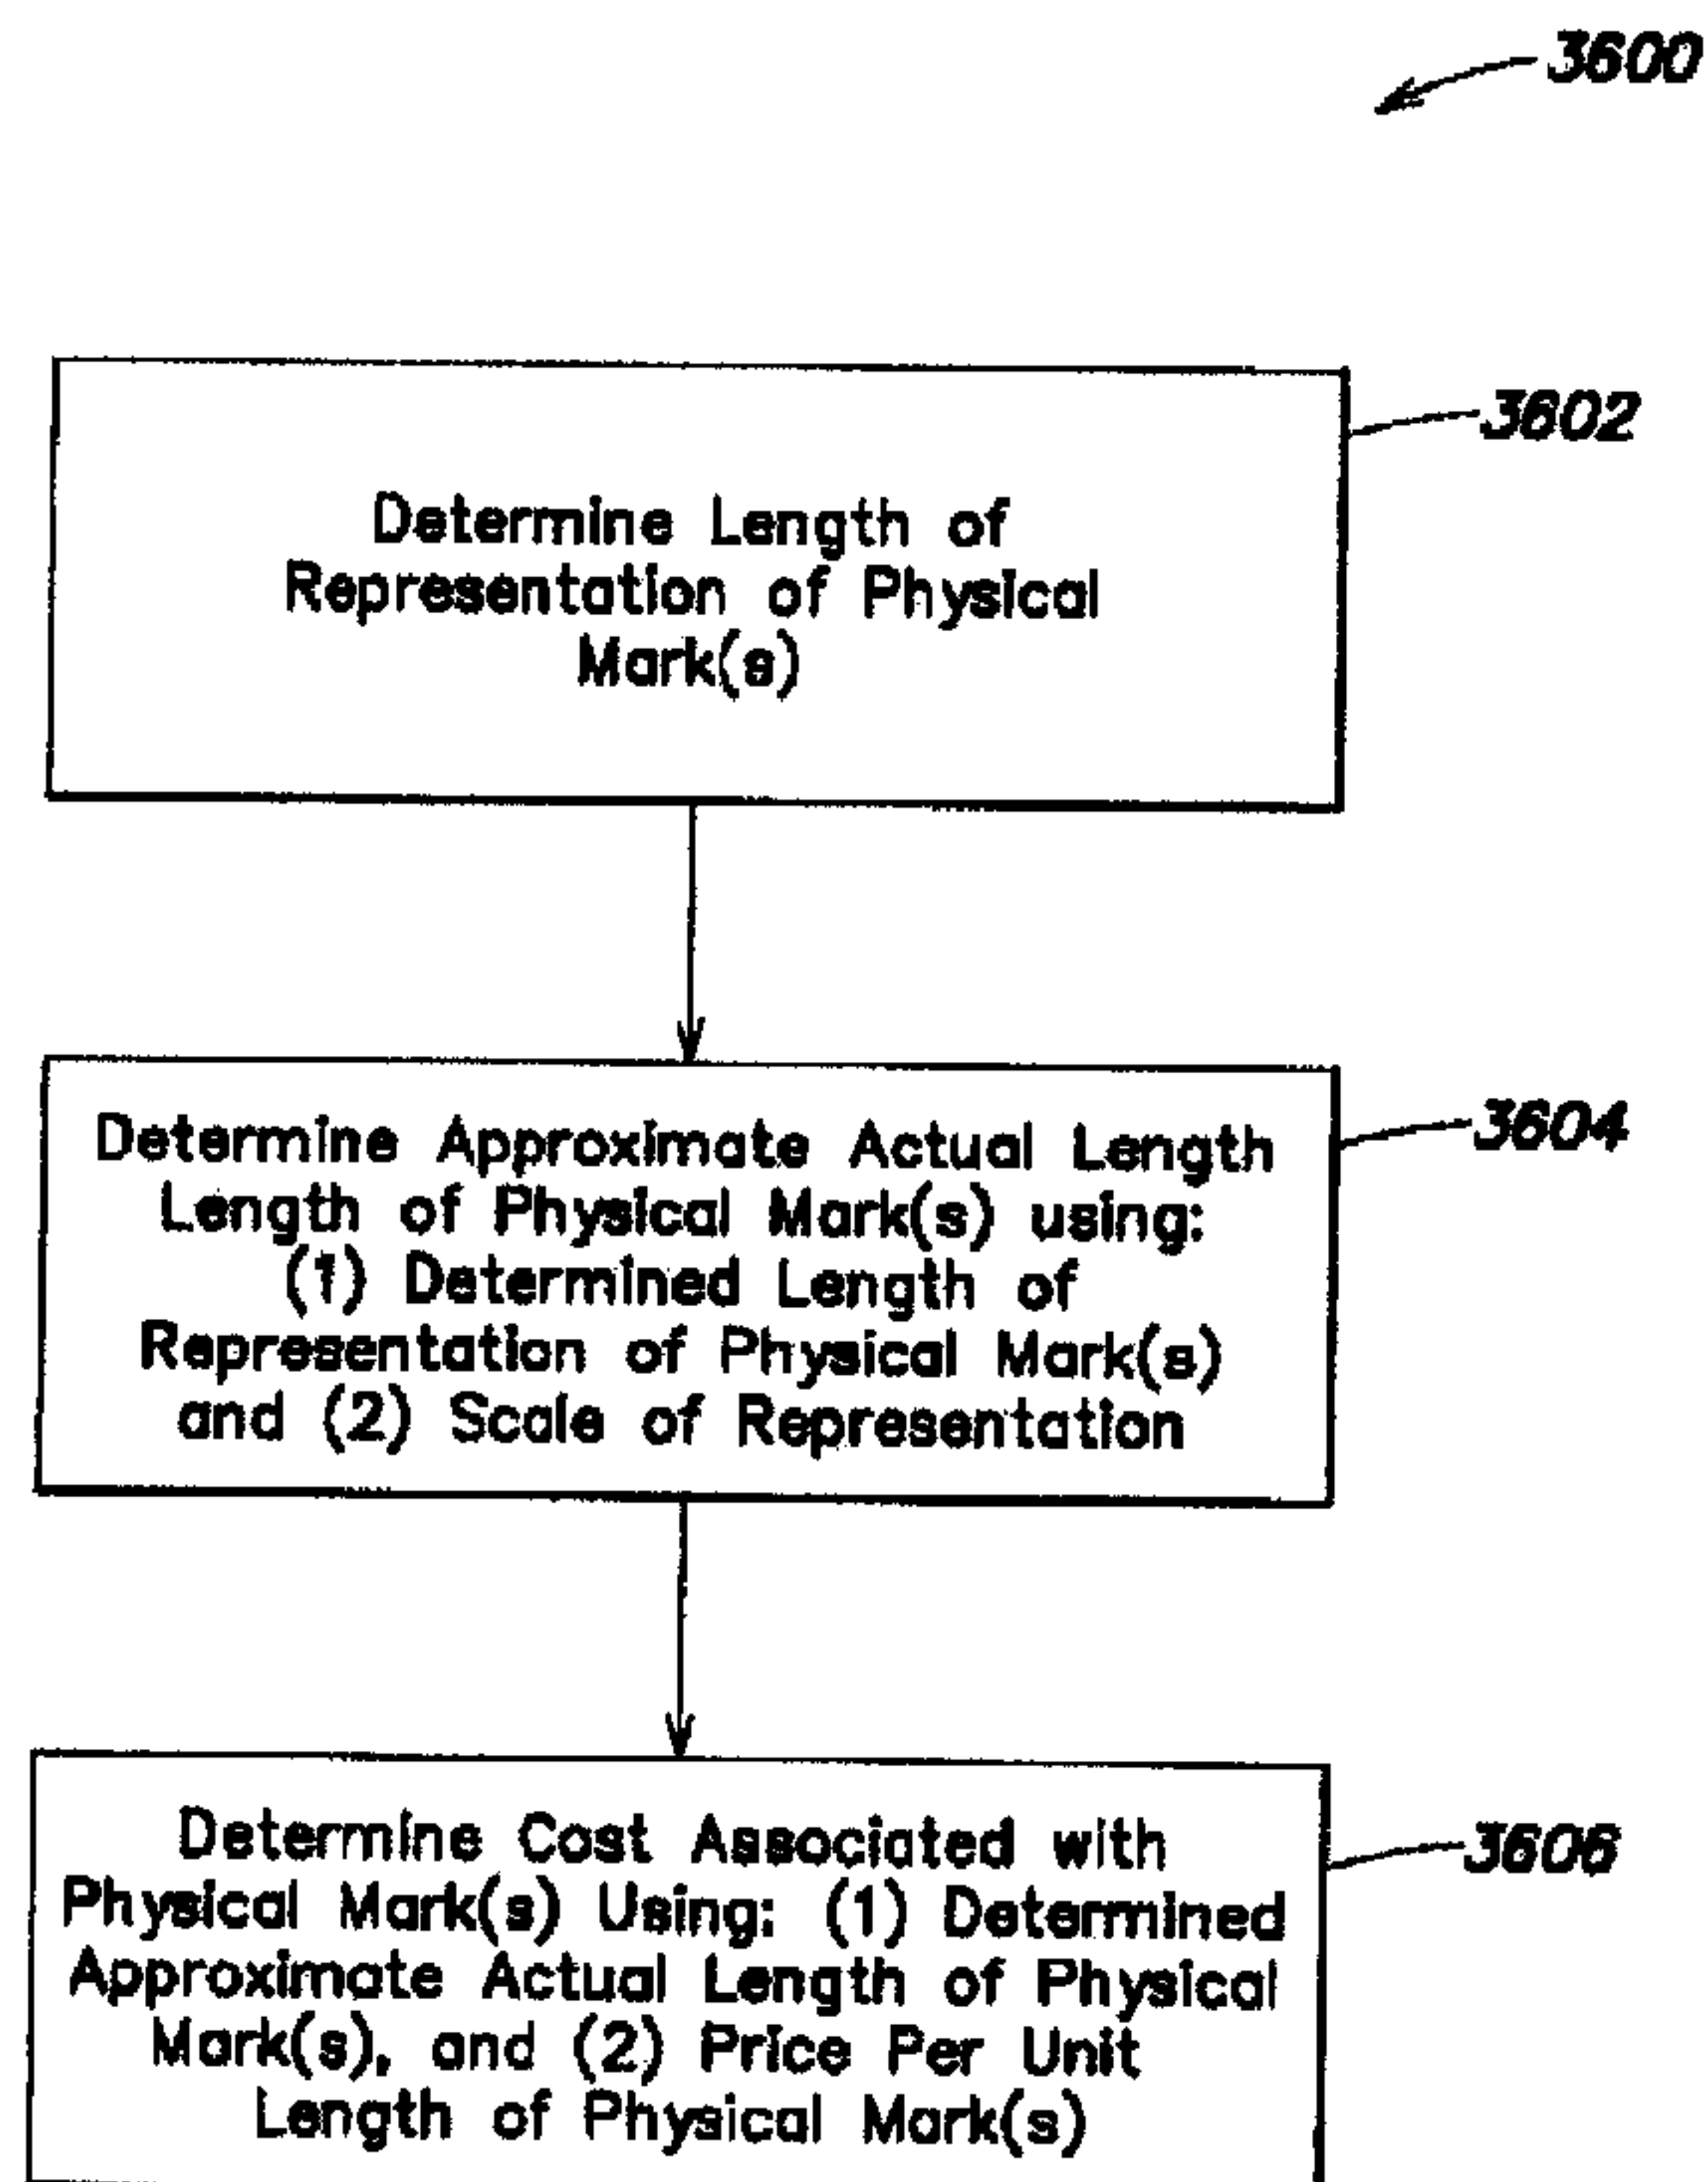 3600
3602
Determine Length of
Representation of Physical
Mark(s)
3604
Determine Approximate Actual Length
Length of Physical Mark(s) using:
(1) Determined Length of
Representation of Physical Mark(s)
and (2) Scale of Representation
3606
Determine Cost Associated with
Physical Mark(s) Using: (1) Determined
Approximate Actual Length of Physical
Mark(s), and (2) Price Per Unit
Length of Physical Mark(s)